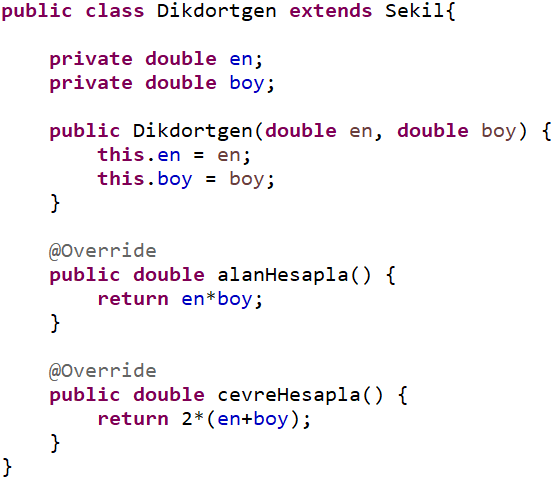 public class Dikdortgen extends Sekil{
private double en;
private double boy;
public Dikdortgen(double en, double boy) {
this.en = en;
this.boy = boy;
}
@Override
public double alanHesapla() {
return en*boy;
}
@Override
public double cevreHesapla() {
return 2*(en+boy);
}
}